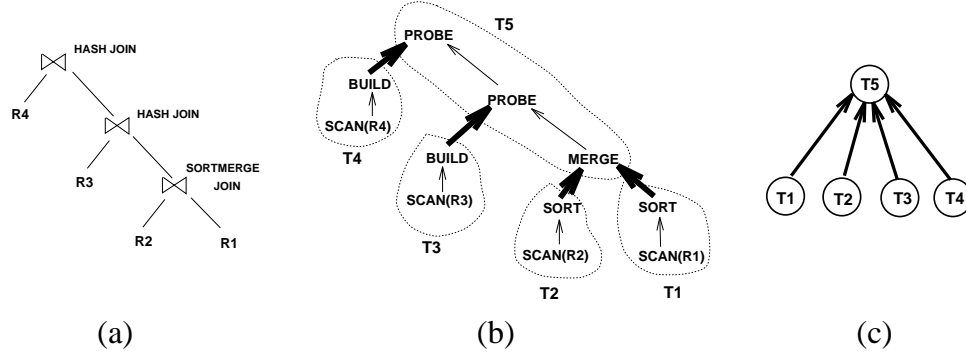 HASH JOIN
R4
HASH JOIN
R3
SORTMERGE
JOIN
R2
R1
(a)
T5
PROBE
BUILD
SCAN(R4)
T4
PROBE
BUILD
SCAN(R3)
T3
MERGE
SORT
SCAN(R2)
T2
SORT
SCAN(R1)
T1
(b)
T5
T1
T2
T3
T4
(c)